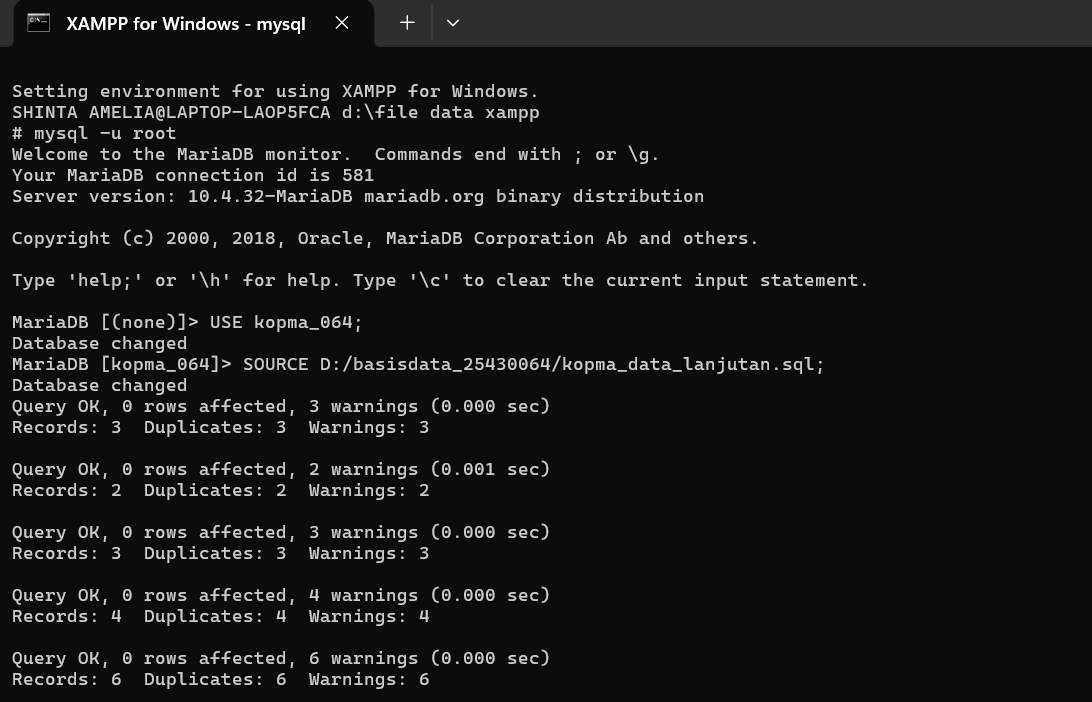 XAMPP for Windows - mysql
Setting environment for using XAMPP for Windows.
SHINTA AMELIA@LAPTOP-LAOP5FCA d:\file data xampp
# mysql -u root
Welcome to the MariaDB monitor.  Commands end with ; or \g.
Your MariaDB connection id is 581
Server version: 10.4.32-MariaDB mariadb.org binary distribution
Copyright (c) 2000, 2018, Oracle, MariaDB Corporation Ab and others.
Type 'help;' or '\h' for help. Type '\c' to clear the current input statement.
MariaDB [(none)]> USE kopma_064;
Database changed
MariaDB [kopma_064]> SOURCE D:/basisdata_25430064/kopma_data_lanjutan.sql;
Database changed
Query OK, 0 rows affected, 3 warnings (0.000 sec)
Records: 3  Duplicates: 3  Warnings: 3
Query OK, 0 rows affected, 2 warnings (0.001 sec)
Records: 2  Duplicates: 2  Warnings: 2
Query OK, 0 rows affected, 3 warnings (0.000 sec)
Records: 3  Duplicates: 3  Warnings: 3
Query OK, 0 rows affected, 4 warnings (0.000 sec)
Records: 4  Duplicates: 4  Warnings: 4
Query OK, 0 rows affected, 6 warnings (0.000 sec)
Records: 6  Duplicates: 6  Warnings: 6